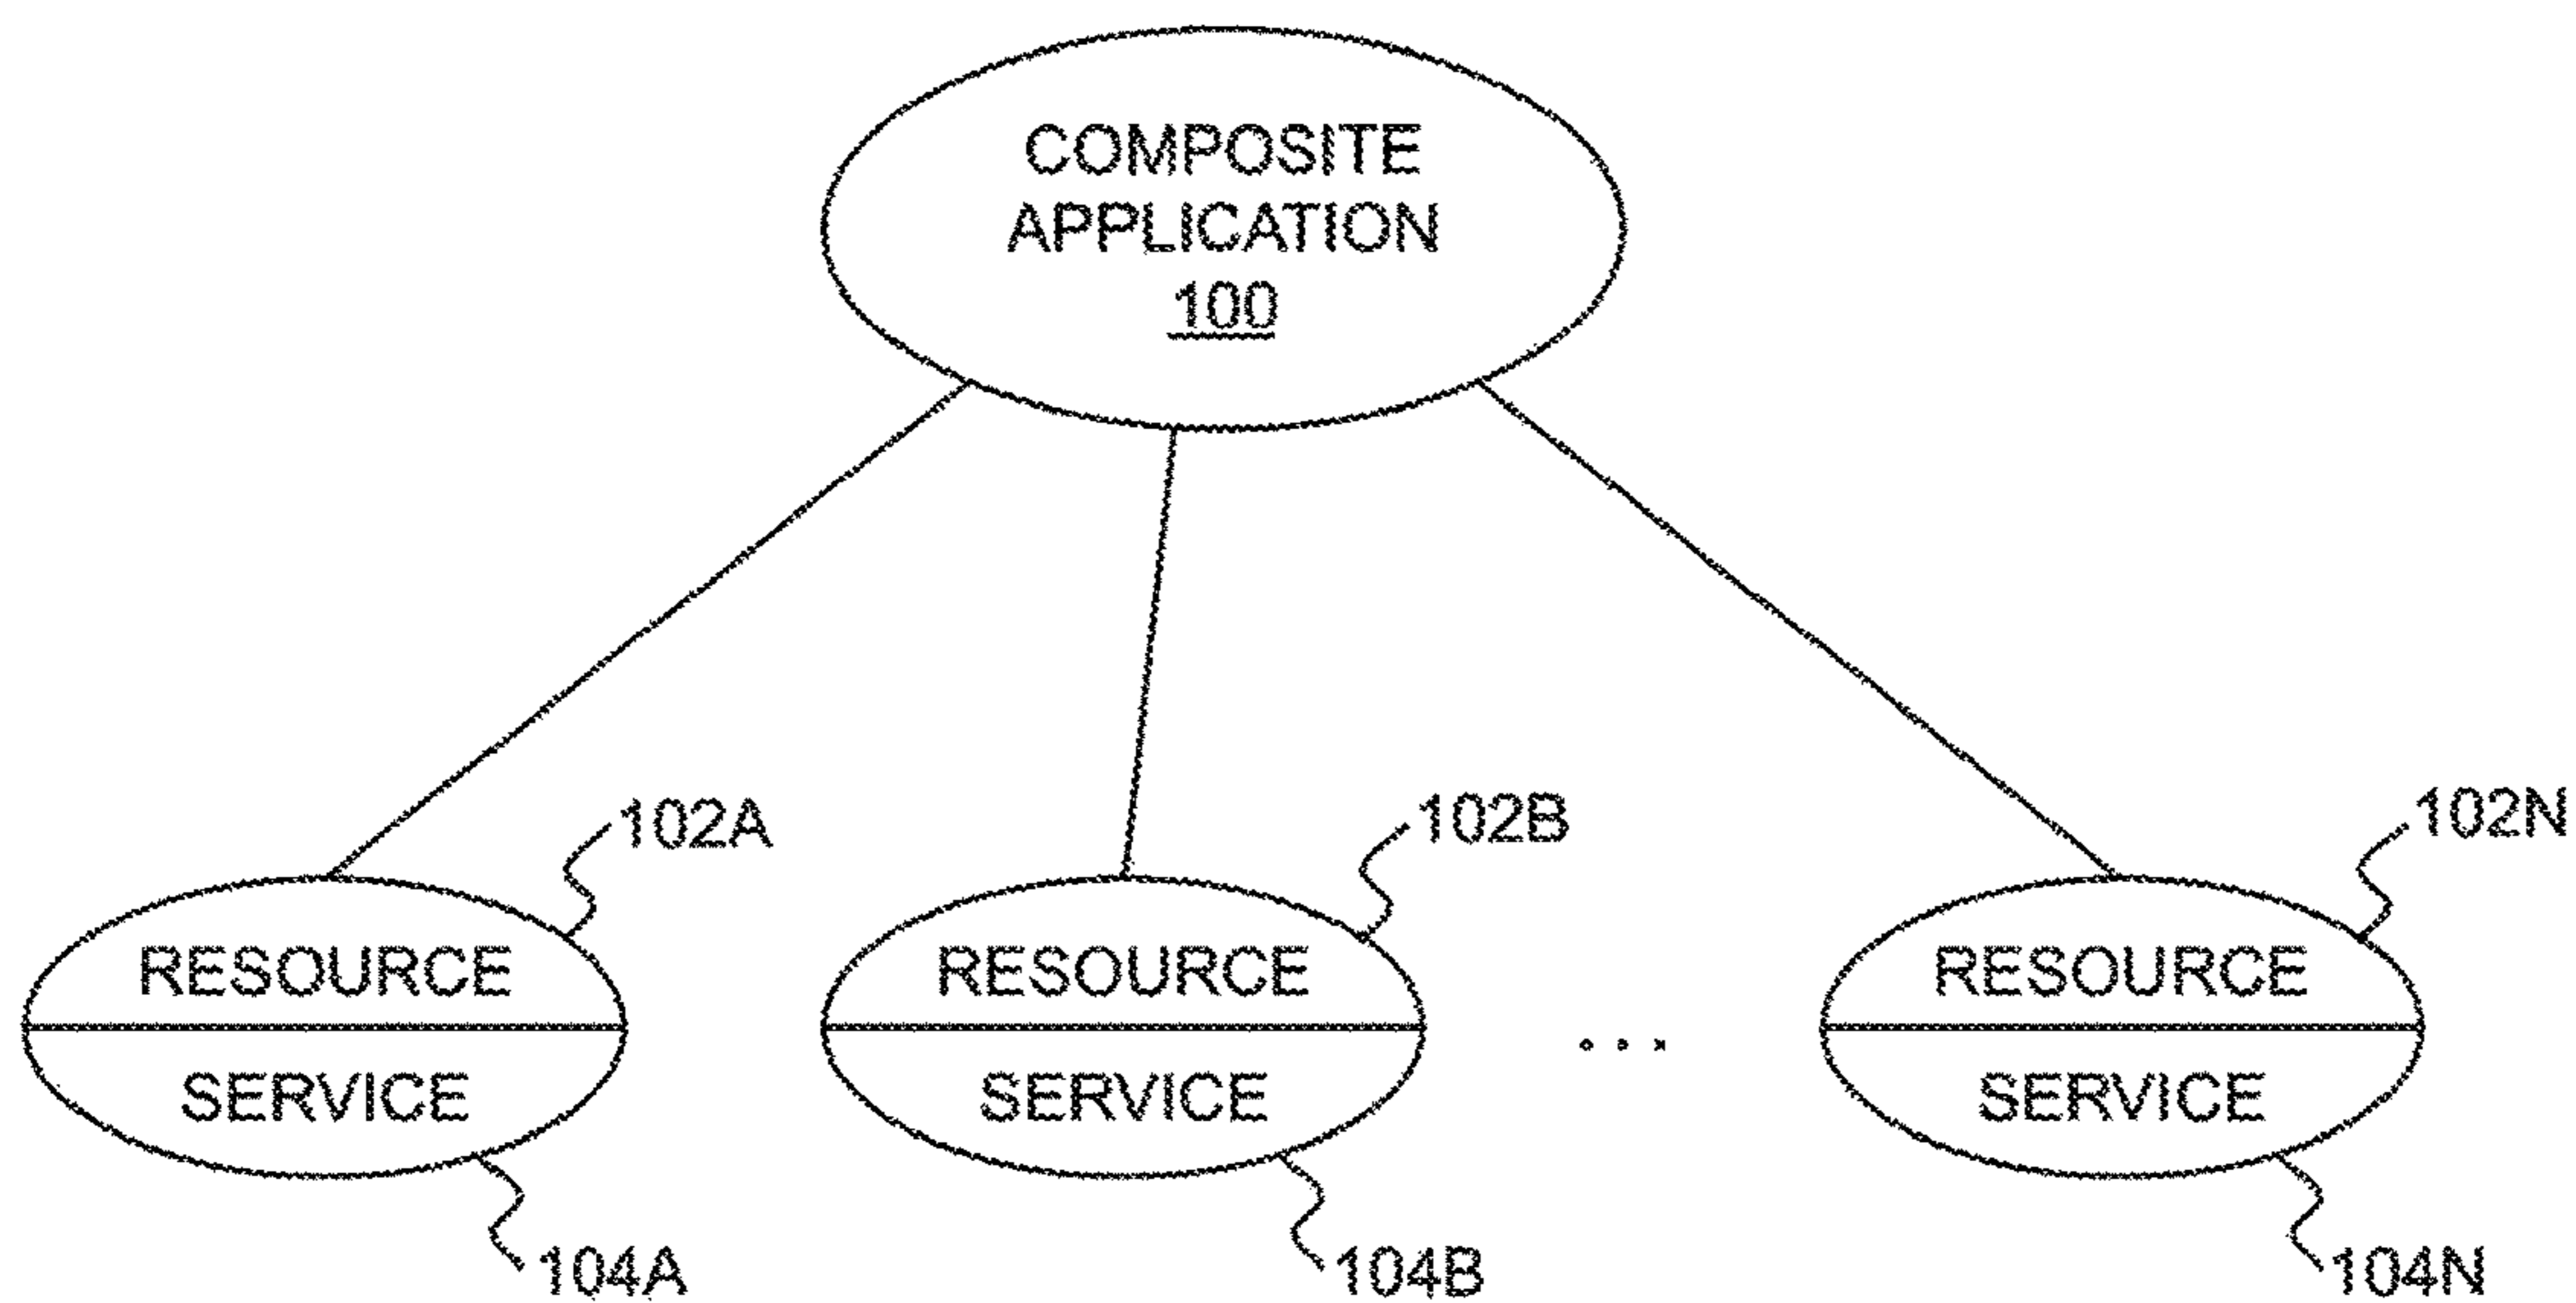 COMPOSITE
APPLICATION
100
102A
102B
102N
RESOURCE
RESOURCE
...
RESOURCE
SERVICE
SERVICE
SERVICE
104A
104B
104N